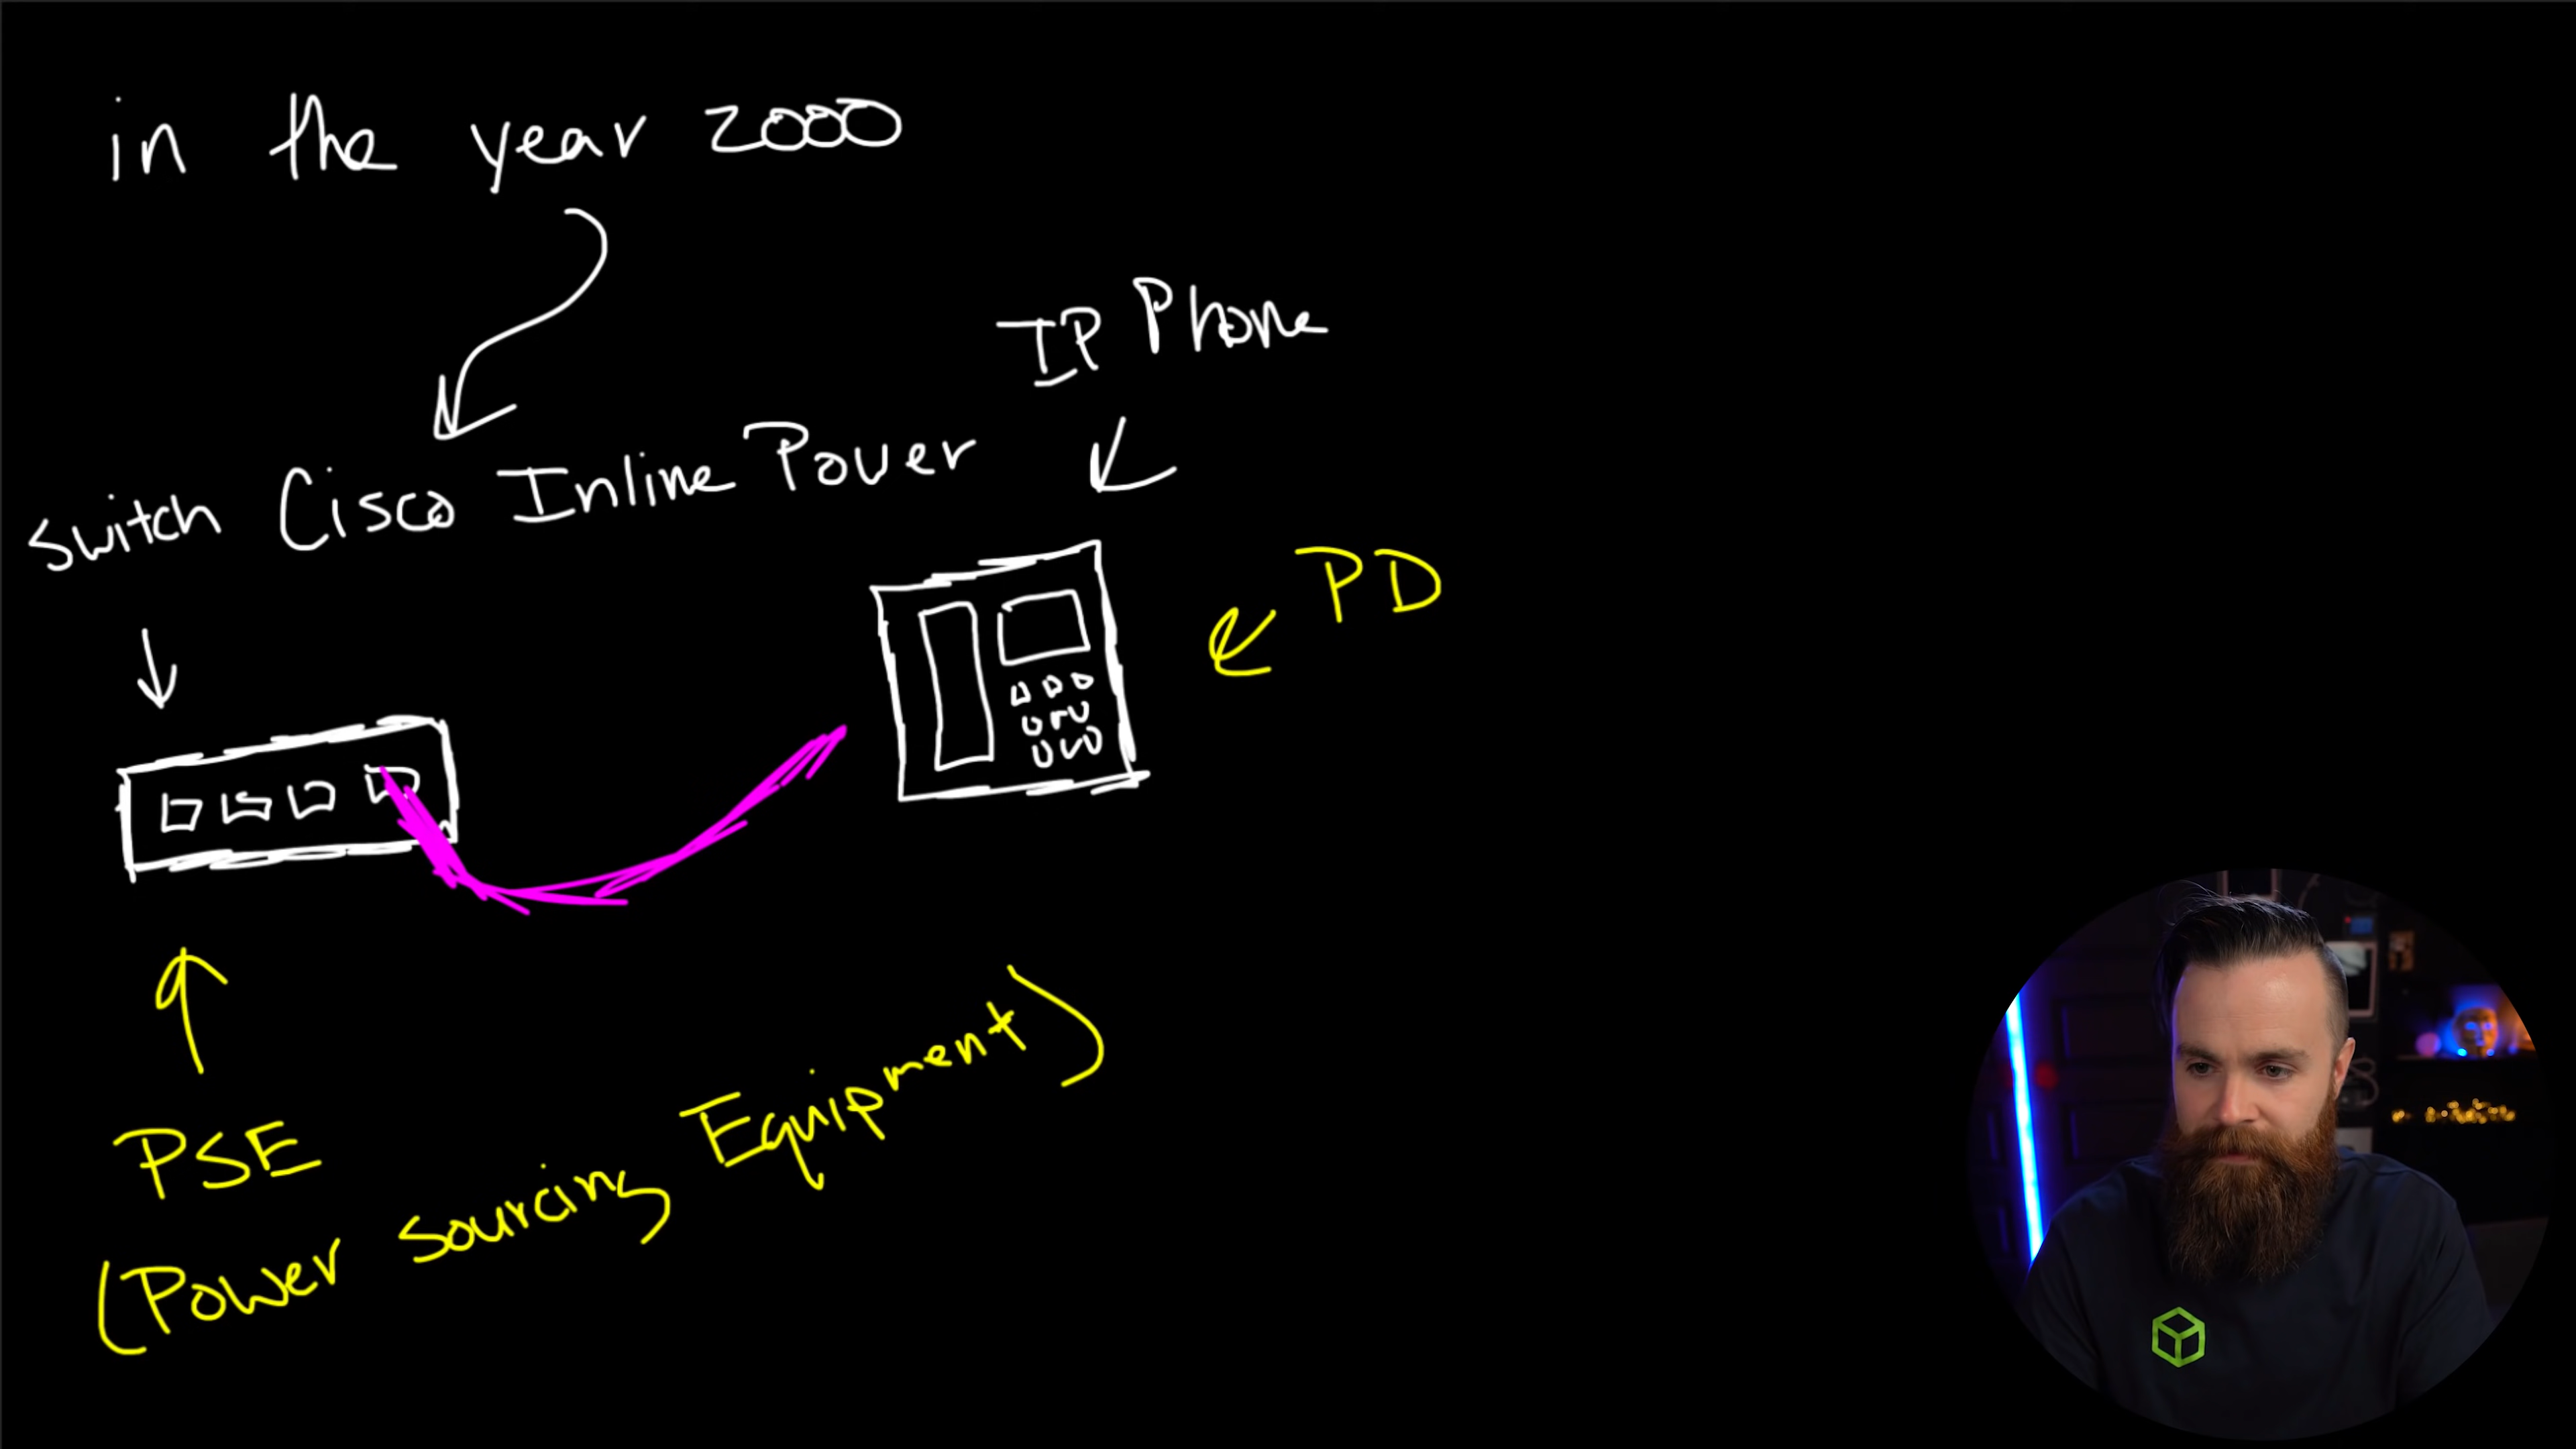 in the year 2000
IP Phone
switch Cisco Inline Power
PD
PSE
(Power sourcing Equipment)